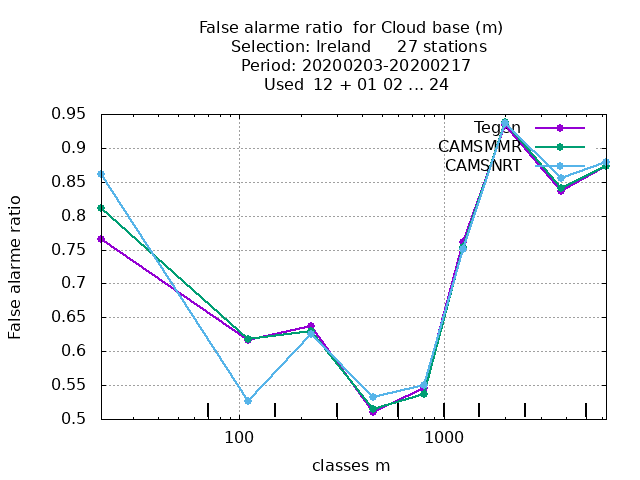 False alarme ratio  for Cloud base (m)
Selection: Ireland     27 stations
Period: 20200203-20200217
Used  12 + 01 02 ... 24
0.95
0.9
0.85
0.8
0.75
0.7
0.65
0.6
0.55
0.5
False alarme ratio
Tegen
CAMSMMR
CAMSNRT
100
1000
classes m